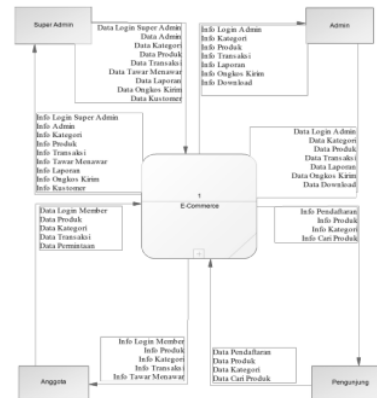 Super Admin
Data Login Super Admin
Data Admin
Data Kategori
Data Produk
Data Transaksi
Data Tawar Menawar
Data Laporan
Data Ongkos Kirim
Data Kustomer
Info Login Admin
Info Kategori
Info Produk
Info Transaksi
Info Laporan
Info Ongkos Kirim
Info Download
Admin
Info Login Super Admin
Info Admin
Info Kategori
Info Produk
Info Transaksi
Info Tawar Menawar
Info Laporan
Info Ongkos Kirim
Info Kustomer
Data Login Admin
Data Kategori
Data Produk
Data Transaksi
Data Laporan
Data Ongkos Kirim
Data Download
1
E-Commerce
Data Login Member
Data Produk
Data Kategori
Data Transaksi
Data Permintaan
Info Pendaftaran
Info Produk
Info Kategori
Info Cari Produk
Info Login Member
Info Produk
Info Kategori
Info Transaksi
Info Tawar Menawar
Data Pendaftaran
Data Produk
Data Kategori
Data Cari Produk
Anggota
Pengunjung